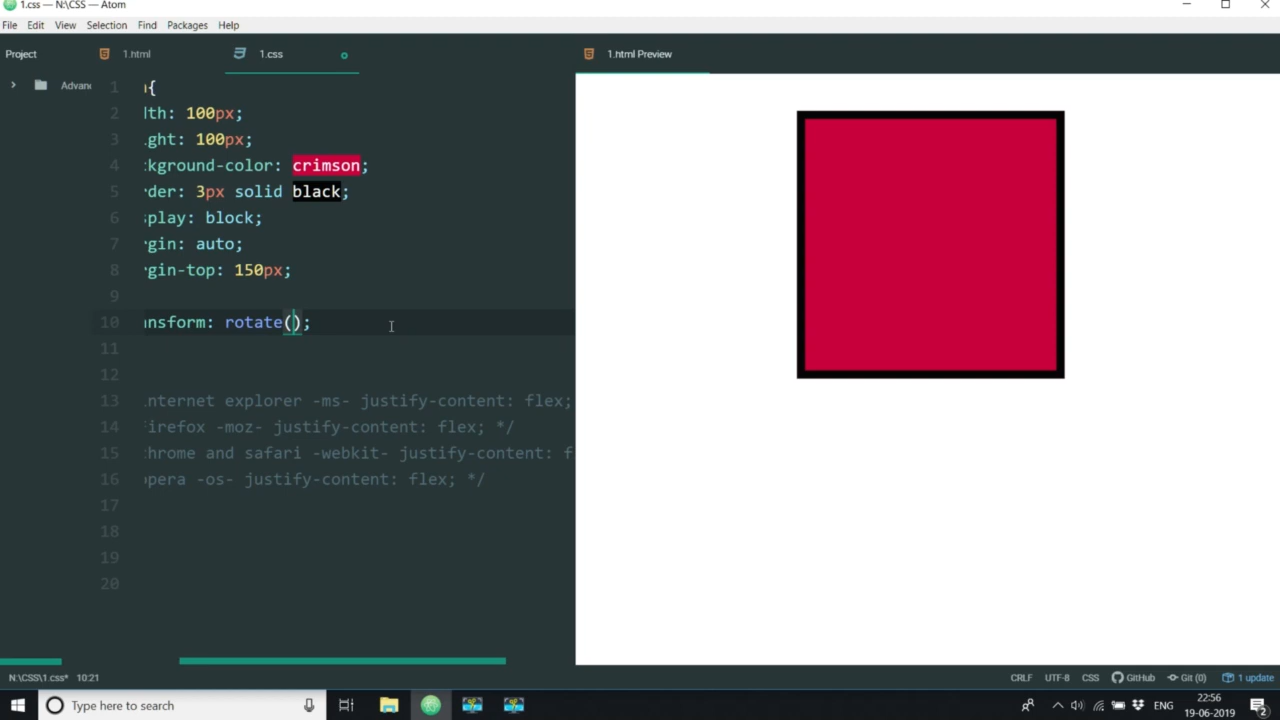 1.css — N:\CSS — Atom
File Edit View Selection Find Packages Help
Project
1.html
1.css
1.html Preview
Advanc
1 {
2 dth: 100px;
3 ight: 100px;
4 kground-color: crimson;
5 der: 3px solid black;
6 play: block;
7 gin: auto;
8 gin-top: 150px;
9
10 ansform: rotate();
11
12
13 nternet explorer -ms- justify-content: flex;
14 irefox -moz- justify-content: flex; */
15 hrome and safari -webkit- justify-content: f
16 pera -os- justify-content: flex; */
17
18
19
20
N:\CSS\1.css* 10:21
CRLF UTF-8 CSS GitHub Git (0) 1 update
Type here to search
ENG
22:56
19-06-2019
2